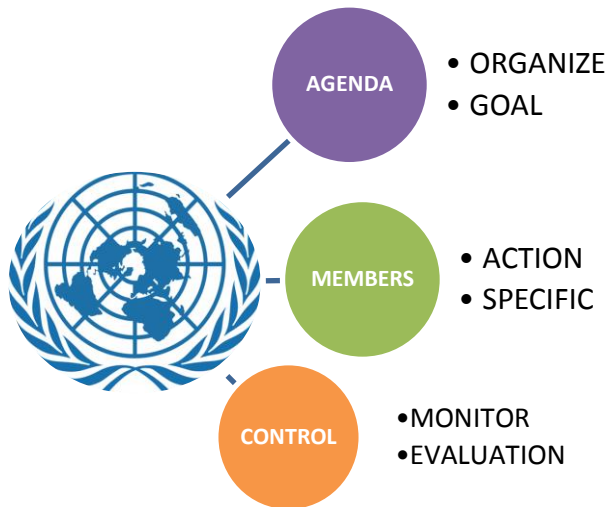 AGENDA
• ORGANIZE
• GOAL
MEMBERS
• ACTION
• SPECIFIC
CONTROL
•MONITOR
•EVALUATION